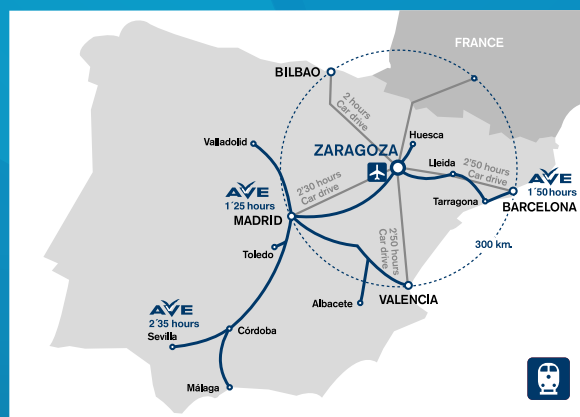 FRANCE
BILBAO
2 hours
Car drive
Huesca
Valladolid
ZARAGOZA
Lleida
2'50 hours
Car drive
AVE
1'50 hours
BARCELONA
Tarragona
2'30 hours
Car drive
AVE
1'25 hours
MADRID
300 km.
Toledo
2'50 hours
Car drive
VALENCIA
Albacete
AVE
2'35 hours
Sevilla
Córdoba
Málaga